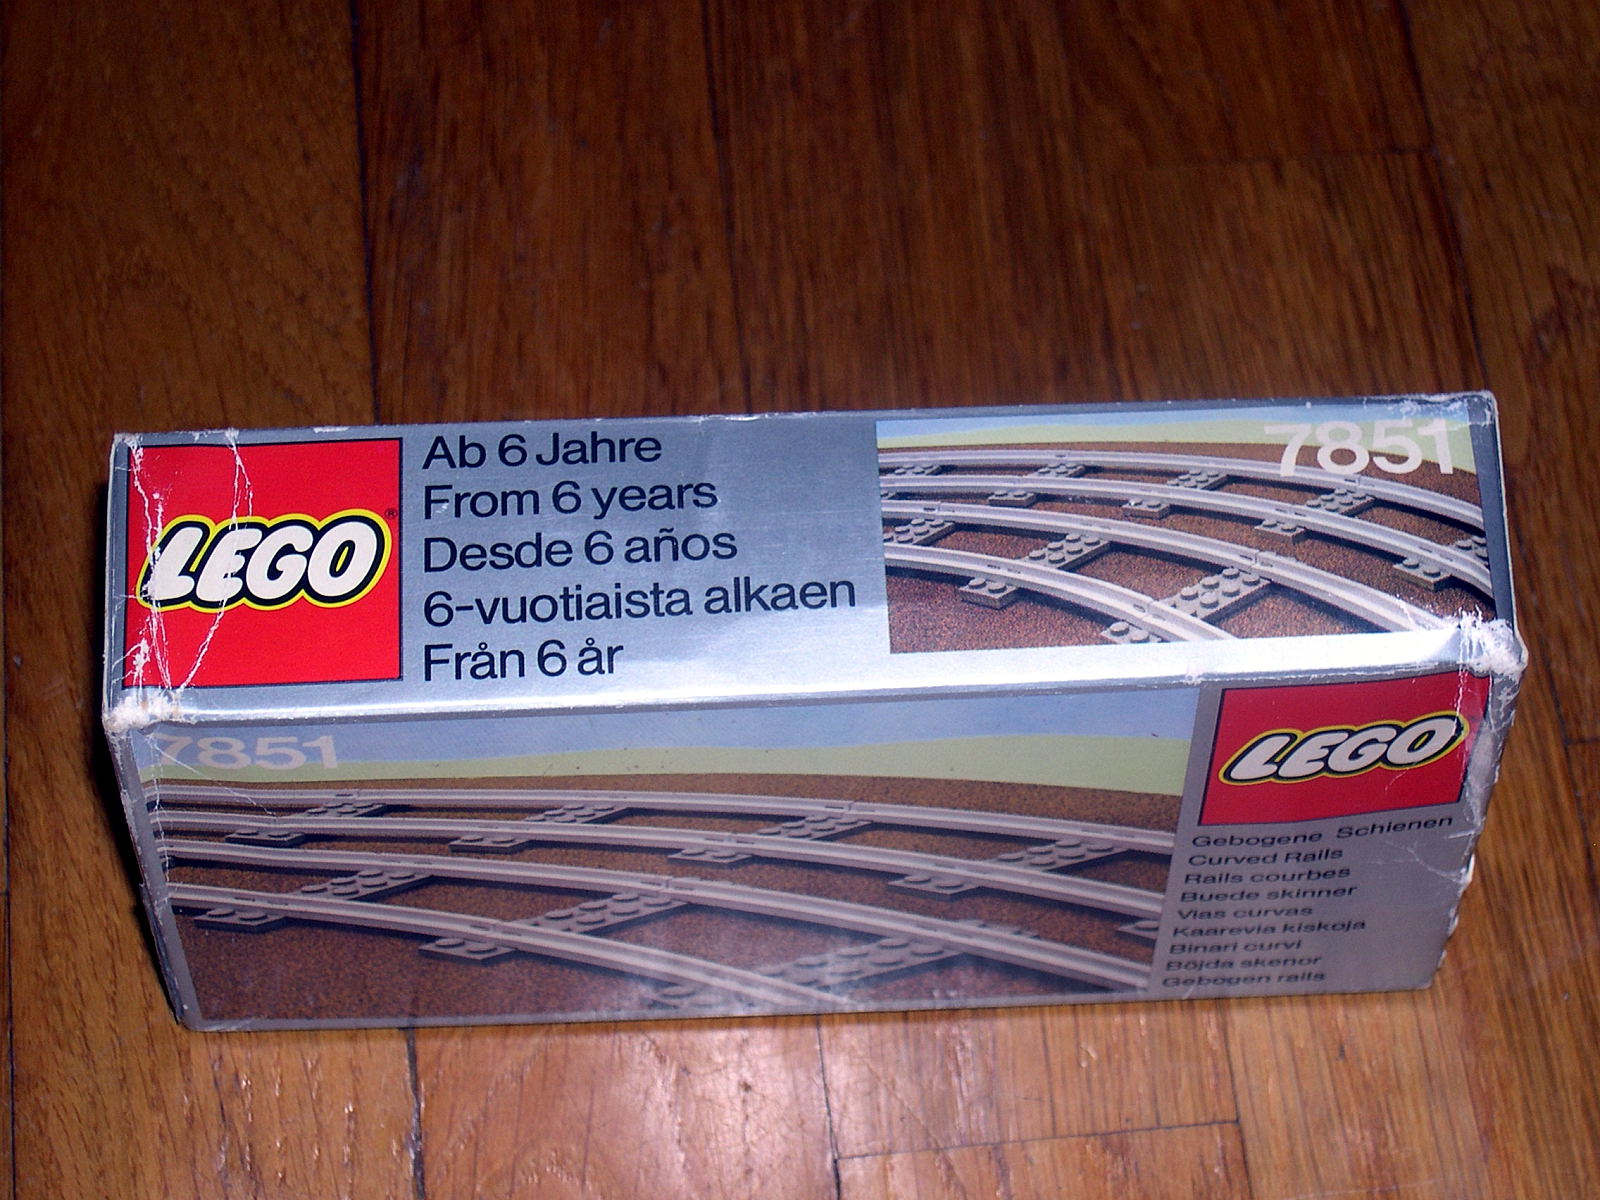 LEGO®
Ab 6 Jahre
From 6 years
Desde 6 años
6-vuotiaista alkaen
Från 6 år
7851
7851
LEGO
Gebogene Schienen
Curved Rails
Rails courbes
Buede skinner
Vias curvas
Kaarevia kiskoja
Binari curvi
Böjda skenor
Gebogen rails